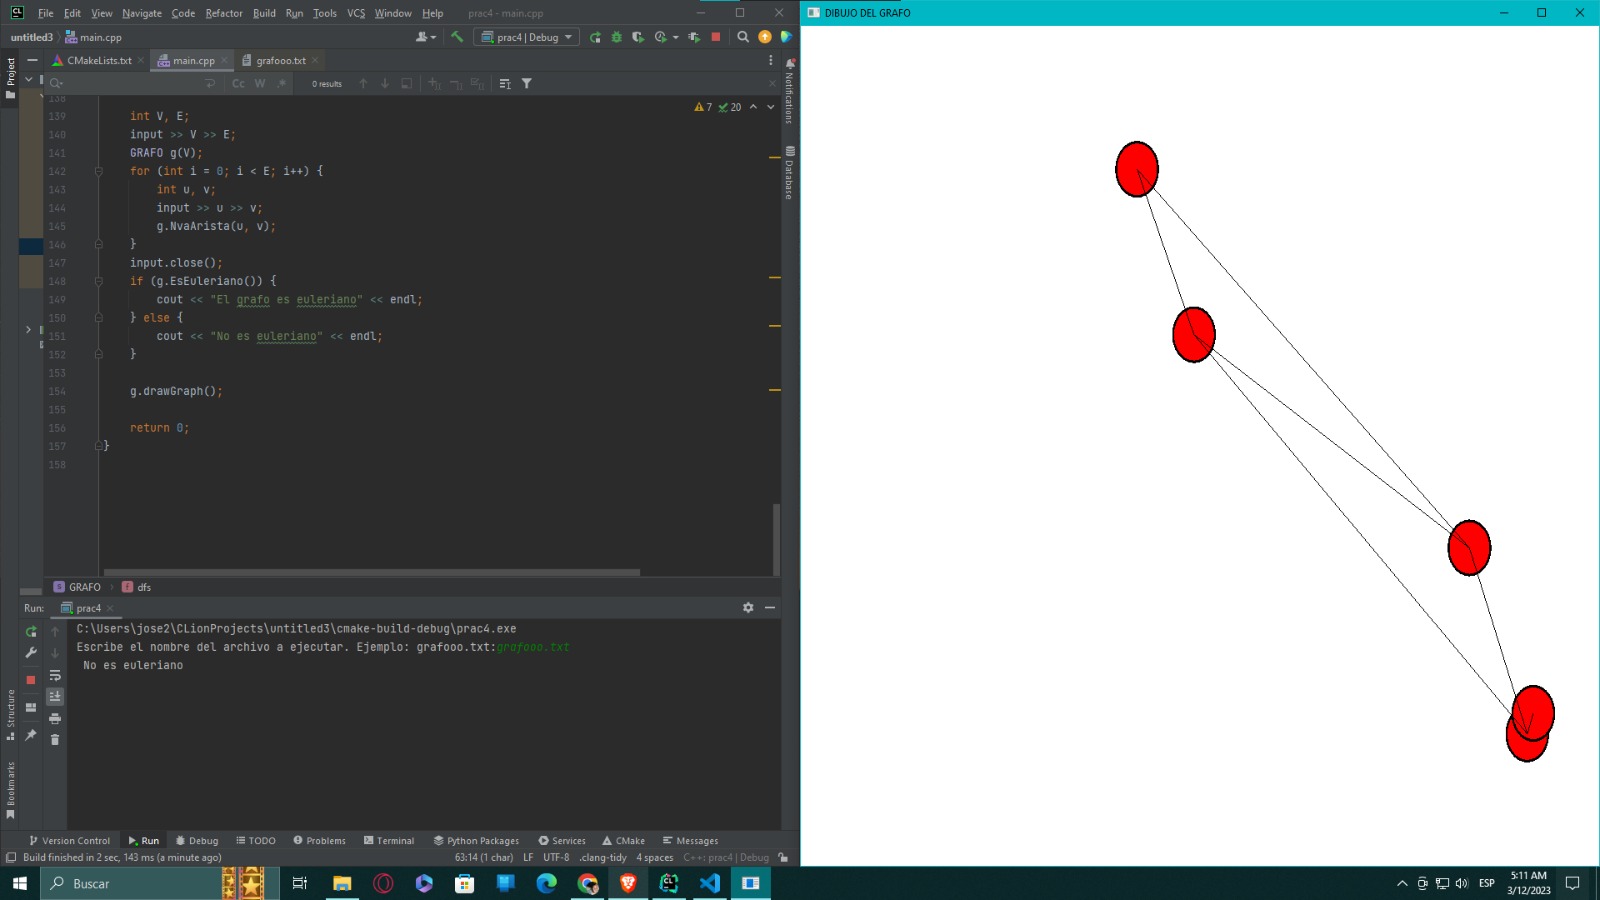 File Edit View Navigate Code Refactor Build Run Tools VCS Window Help prac4 - main.cpp
untitled3 main.cpp prac4 | Debug
CMakeLists.txt main.cpp grafooo.txt
Cc W .* 0 results
7 20
138
139 int V, E;
140 input >> V >> E;
141 GRAFO g(V);
142 for (int i = 0; i < E; i++) {
143 int u, v;
144 input >> u >> v;
145 g.NvaArista(u, v);
146 }
147 input.close();
148 if (g.EsEuleriano()) {
149 cout << "El grafo es euleriano" << endl;
150 } else {
151 cout << "No es euleriano" << endl;
152 }
153
154 g.drawGraph();
155
156 return 0;
157 }
158
GRAFO dfs
Run: prac4
C:\Users\jose2\CLionProjects\untitled3\cmake-build-debug\prac4.exe
Escribe el nombre del archivo a ejecutar. Ejemplo: grafooo.txt:grafooo.txt
No es euleriano
Project
Structure
Bookmarks
Notifications
Database
Version Control Run Debug TODO Problems Terminal Python Packages Services CMake Messages
Build finished in 2 sec, 143 ms (a minute ago) 63:14 (1 char) LF UTF-8 .clang-tidy 4 spaces C++: prac4 | Debug
DIBUJO DEL GRAFO
Buscar
ESP
5:11 AM
3/12/2023